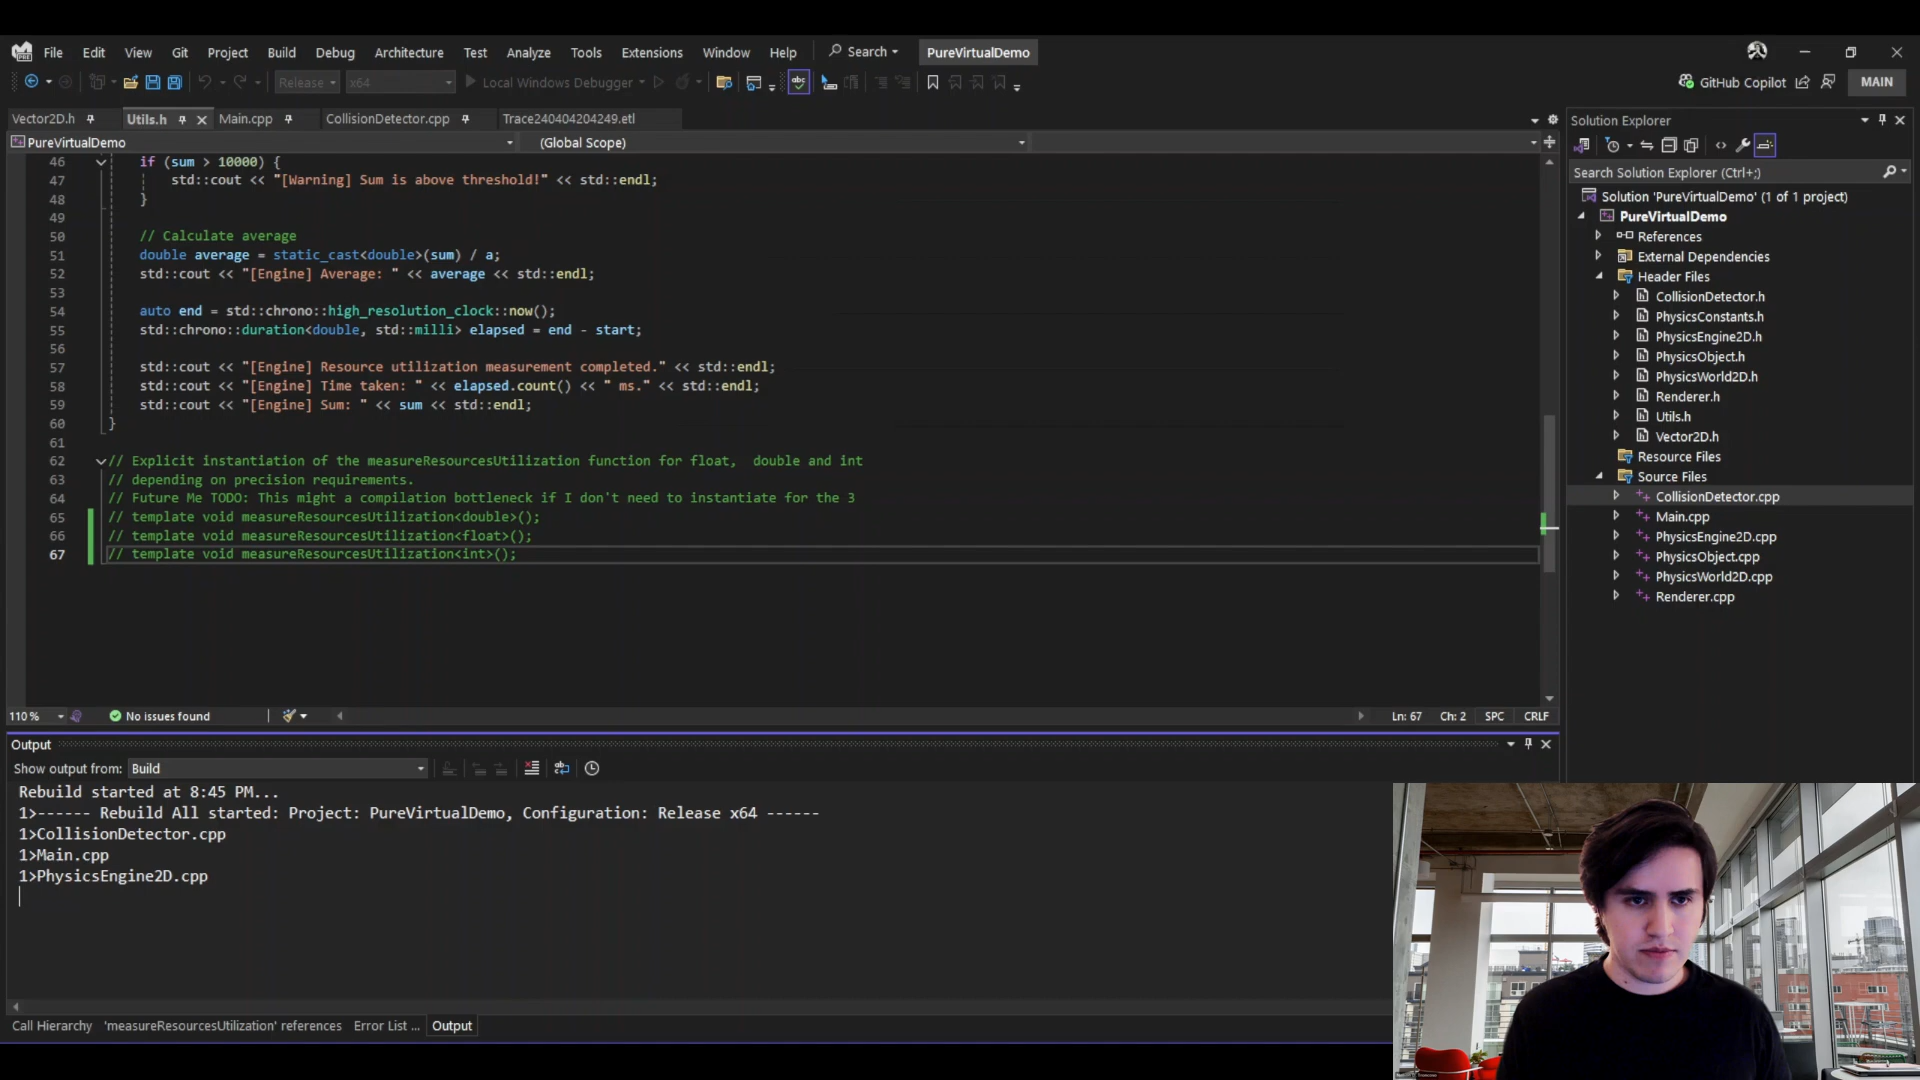 File Edit View Git Project Build Debug Test Analyze Tools Extensions Window Help Search PureVirtualDemo
Architecture
Release x64 Local Windows Debugger GitHub Copilot MAIN
Vector2D.h Utils.h Main.cpp CollisionDetector.cpp Trace240404204249.etl
PureVirtualDemo (Global Scope)
46 if (sum > 10000) {
47 std::cout << "[Warning] Sum is above threshold!" << std::endl;
48 }
49
50 // Calculate average
51 double average = static_cast<double>(sum) / a;
52 std::cout << "[Engine] Average: " << average << std::endl;
53
54 auto end = std::chrono::high_resolution_clock::now();
55 std::chrono::duration<double, std::milli> elapsed = end - start;
56
57 std::cout << "[Engine] Resource utilization measurement completed." << std::endl;
58 std::cout << "[Engine] Time taken: " << elapsed.count() << " ms." << std::endl;
59 std::cout << "[Engine] Sum: " << sum << std::endl;
60 }
61
62 // Explicit instantiation of the measureResourcesUtilization function for float,  double and int
63 // depending on precision requirements.
64 // Future Me TODO: This might a compilation bottleneck if I don't need to instantiate for the 3
65 // template void measureResourcesUtilization<double>();
66 // template void measureResourcesUtilization<float>();
67 // template void measureResourcesUtilization<int>();
110 % No issues found Ln: 67 Ch: 2 SPC CRLF
Output
Show output from: Build
Rebuild started at 8:45 PM...
1>------ Rebuild All started: Project: PureVirtualDemo, Configuration: Release x64 ------
1>CollisionDetector.cpp
1>Main.cpp
1>PhysicsEngine2D.cpp
Call Hierarchy 'measureResourcesUtilization' references Error List ... Output
Solution Explorer
Search Solution Explorer (Ctrl+;)
Solution 'PureVirtualDemo' (1 of 1 project)
PureVirtualDemo
References
External Dependencies
Header Files
CollisionDetector.h
PhysicsConstants.h
PhysicsEngine2D.h
PhysicsObject.h
PhysicsWorld2D.h
Renderer.h
Utils.h
Vector2D.h
Resource Files
Source Files
CollisionDetector.cpp
Main.cpp
PhysicsEngine2D.cpp
PhysicsObject.cpp
PhysicsWorld2D.cpp
Renderer.cpp